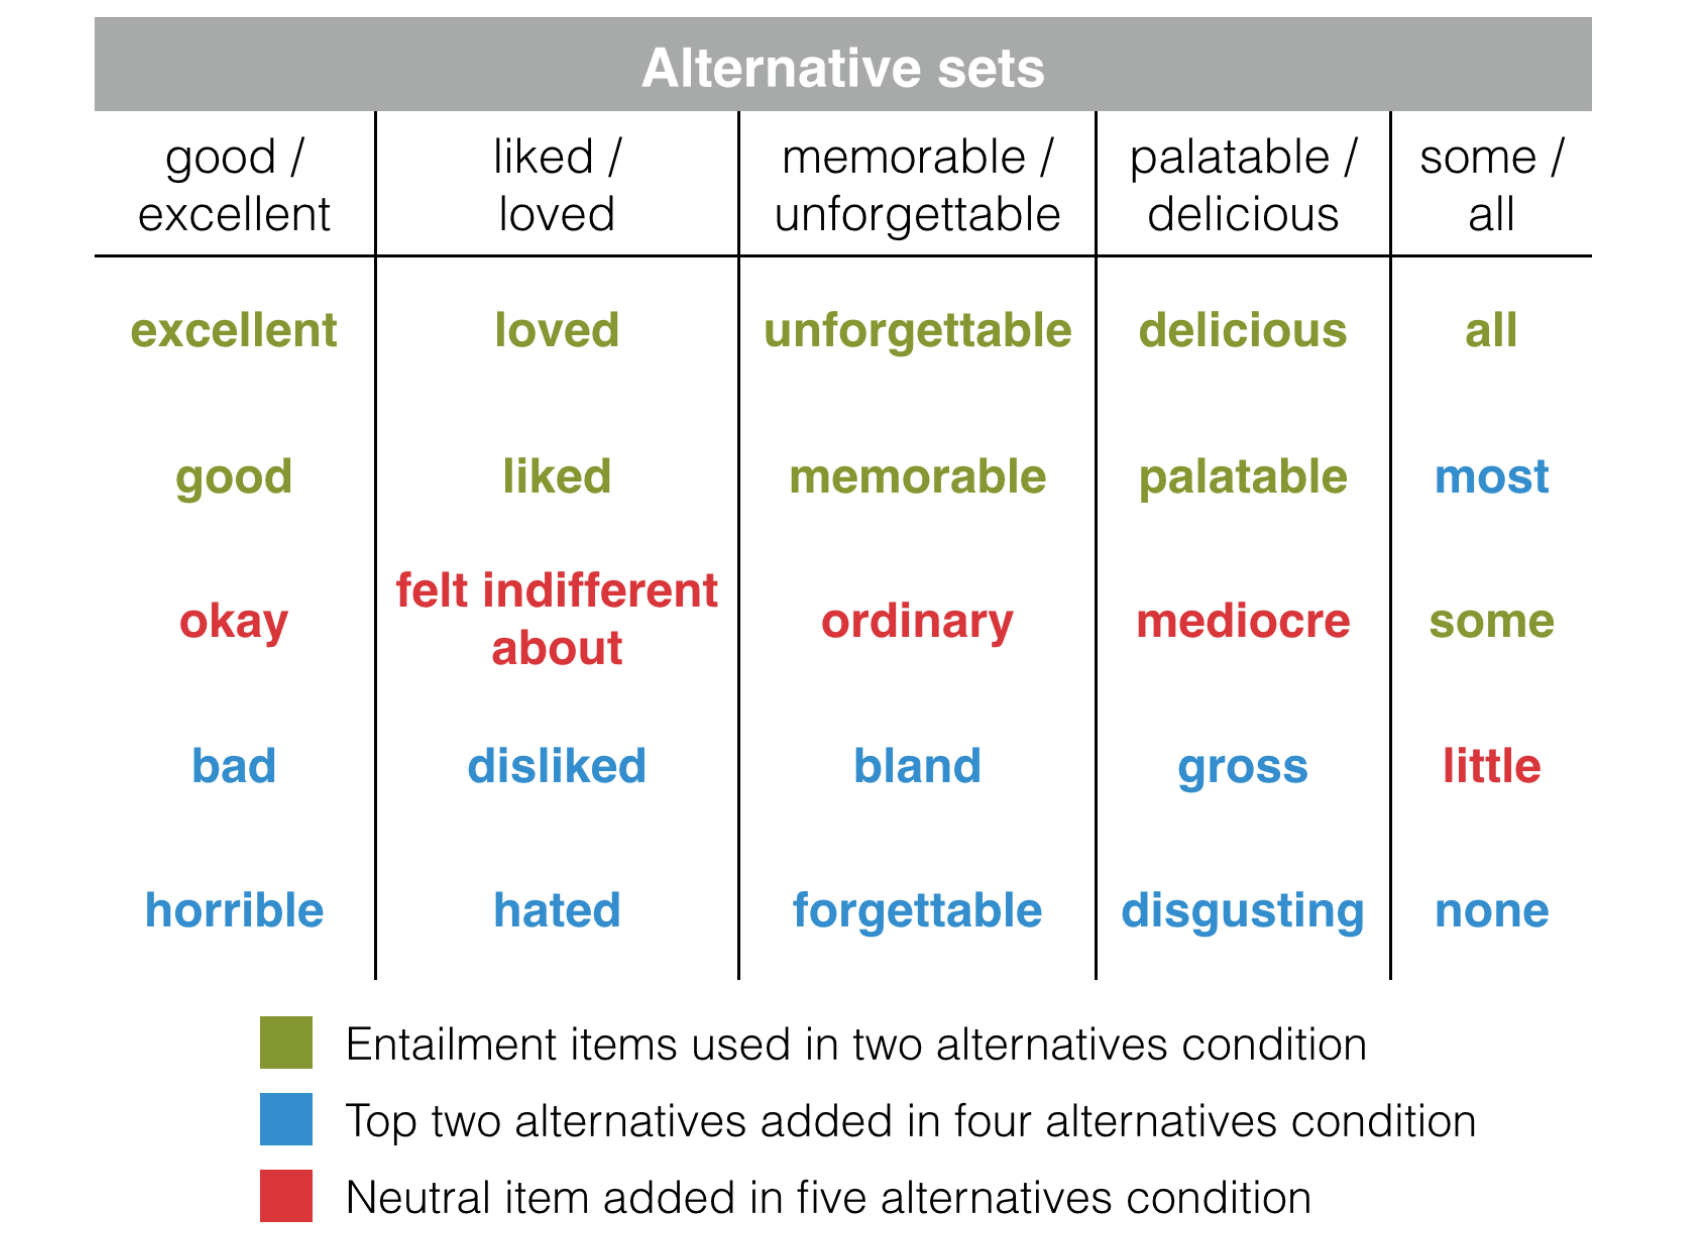 Alternative sets
good / liked / memorable / palatable / some /
excellent loved unforgettable delicious all
excellent loved unforgettable delicious all
good liked memorable palatable most
felt indifferent
okay ordinary mediocre some
about
bad disliked bland gross little
horrible hated forgettable disgusting none
Entailment items used in two alternatives condition
Top two alternatives added in four alternatives condition
Neutral item added in five alternatives condition